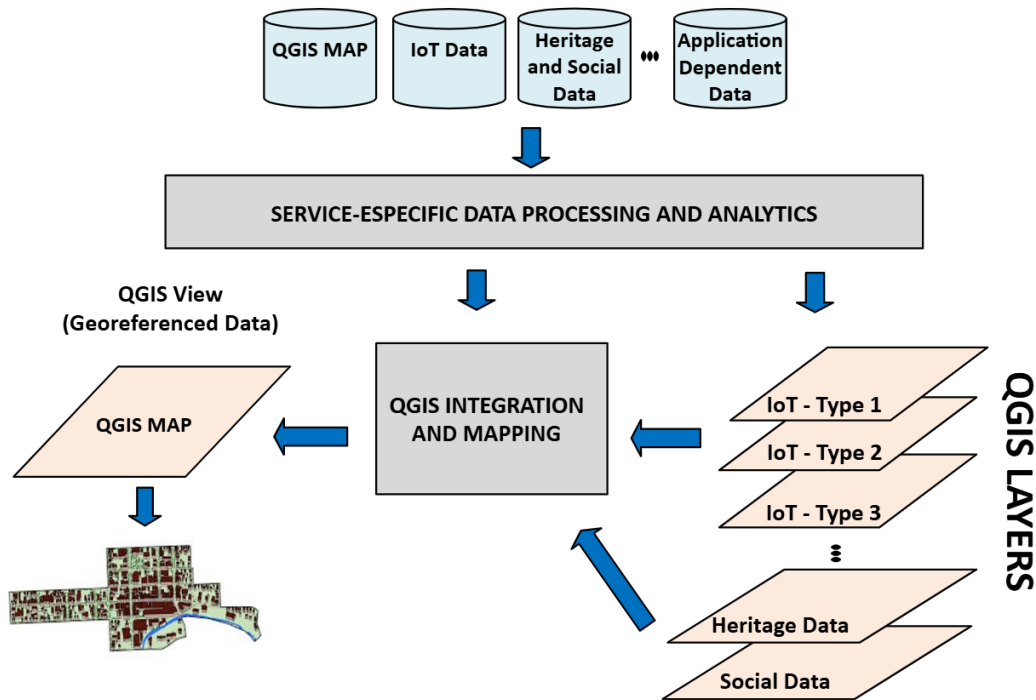 QGIS MAP
IoT Data
Heritage
and Social
Data
Application
Dependent
Data
SERVICE-ESPECIFIC DATA PROCESSING AND ANALYTICS
QGIS View
(Georeferenced Data)
QGIS MAP
QGIS INTEGRATION
AND MAPPING
IoT - Type 1
IoT - Type 2
IoT - Type 3
Heritage Data
Social Data
QGIS LAYERS